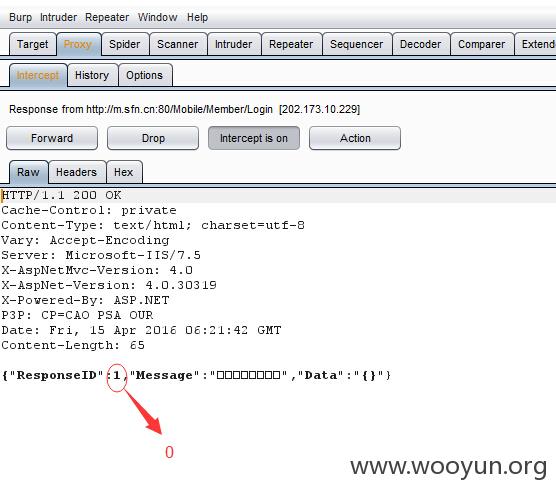 Burp Intruder Repeater Window Help
Target Proxy Spider Scanner Intruder Repeater Sequencer Decoder Comparer Extend
Intercept History Options
Response from http://m.sfn.cn:80/Mobile/Member/Login [202.173.10.229]
Forward Drop Intercept is on Action
Raw Headers Hex
HTTP/1.1 200 OK
Cache-Control: private
Content-Type: text/html; charset=utf-8
Vary: Accept-Encoding
Server: Microsoft-IIS/7.5
X-AspNetMvc-Version: 4.0
X-AspNet-Version: 4.0.30319
X-Powered-By: ASP.NET
P3P: CP=CAO PSA OUR
Date: Fri, 15 Apr 2016 06:21:42 GMT
Content-Length: 65
{"ResponseID":1,"Message":"□□□□□□□□","Data":"{}"}
0
www.wooyun.org